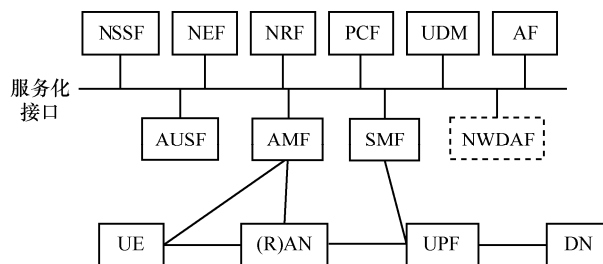 NSSF
NEF
NRF
PCF
UDM
AF
服务化
接口
AUSF
AMF
SMF
NWDAF
UE
(R)AN
UPF
DN